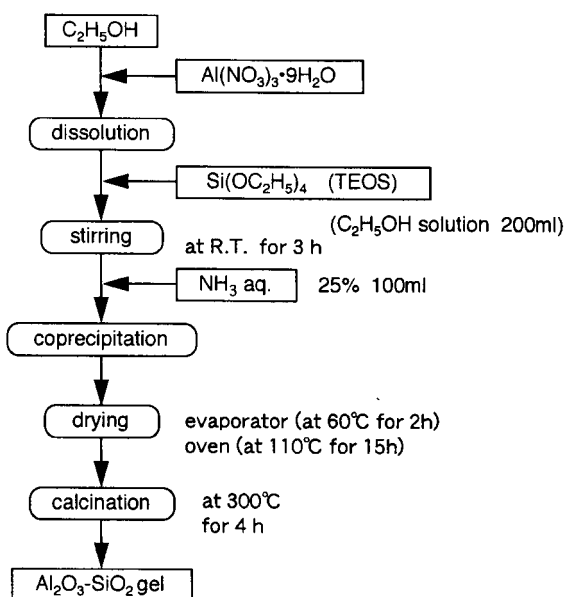 C₂H₅OH
Al(NO₃)₃•9H₂O
dissolution
Si(OC₂H₅)₄ (TEOS)
(C₂H₅OH solution 200ml)
stirring
at R.T. for 3 h
NH₃ aq.
25% 100ml
coprecipitation
drying
evaporator (at 60℃ for 2h)
oven (at 110℃ for 15h)
calcination
at 300℃
for 4 h
Al₂O₃-SiO₂ gel